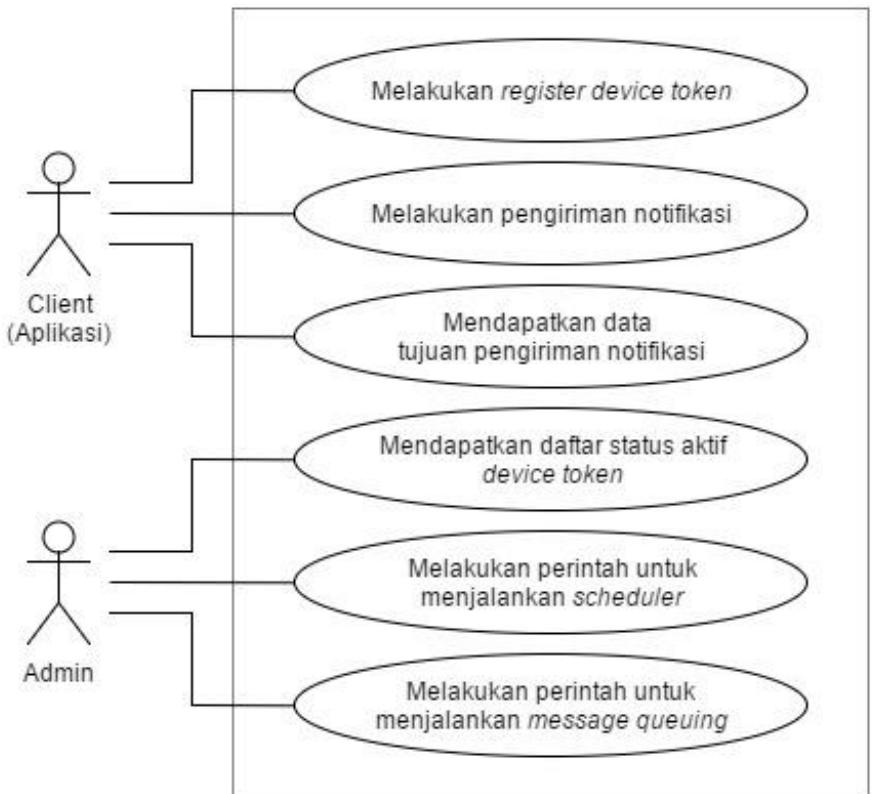 Melakukan register device token
Melakukan pengiriman notifikasi
Client
(Aplikasi)
Mendapatkan data
tujuan pengiriman notifikasi
Mendapatkan daftar status aktif
device token
Melakukan perintah untuk
menjalankan scheduler
Admin
Melakukan perintah untuk
menjalankan message queuing